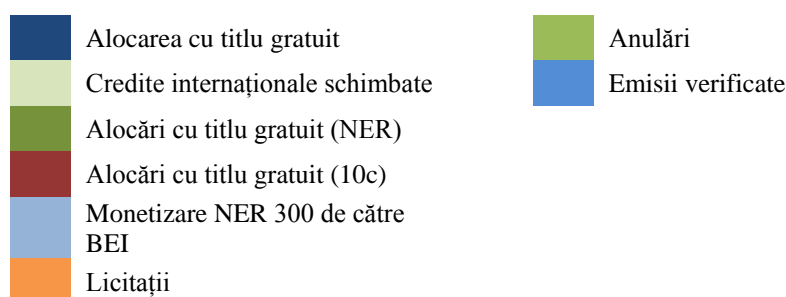 Alocarea cu titlu gratuit
Credite internaționale schimbate
Alocări cu titlu gratuit (NER)
Alocări cu titlu gratuit (10c)
Monetizare NER 300 de către
BEI
Licitații
Anulări
Emisii verificate